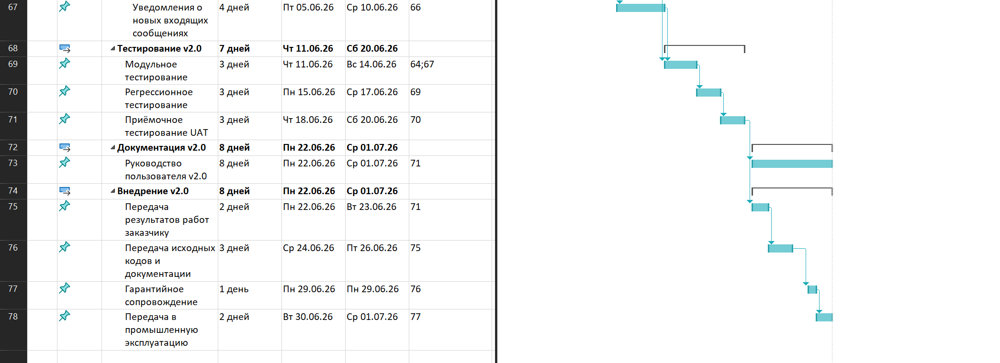 67 Уведомления о 4 дней Пт 05.06.26 Ср 10.06.26 66
новых входящих
сообщениях
68 Тестирование v2.0 7 дней Чт 11.06.26 Сб 20.06.26
69 Модульное 3 дней Чт 11.06.26 Вс 14.06.26 64;67
тестирование
70 Регрессионное 3 дней Пн 15.06.26 Ср 17.06.26 69
тестирование
71 Приёмочное 3 дней Чт 18.06.26 Сб 20.06.26 70
тестирование UAT
72 Документация v2.0 8 дней Пн 22.06.26 Ср 01.07.26
73 Руководство 8 дней Пн 22.06.26 Ср 01.07.26 71
пользователя v2.0
74 Внедрение v2.0 8 дней Пн 22.06.26 Ср 01.07.26
75 Передача 2 дней Пн 22.06.26 Вт 23.06.26 71
результатов работ
заказчику
76 Передача исходных 3 дней Ср 24.06.26 Пт 26.06.26 75
кодов и
документации
77 Гарантийное 1 день Пн 29.06.26 Пн 29.06.26 76
сопровождение
78 Передача в 2 дней Вт 30.06.26 Ср 01.07.26 77
промышленную
эксплуатацию